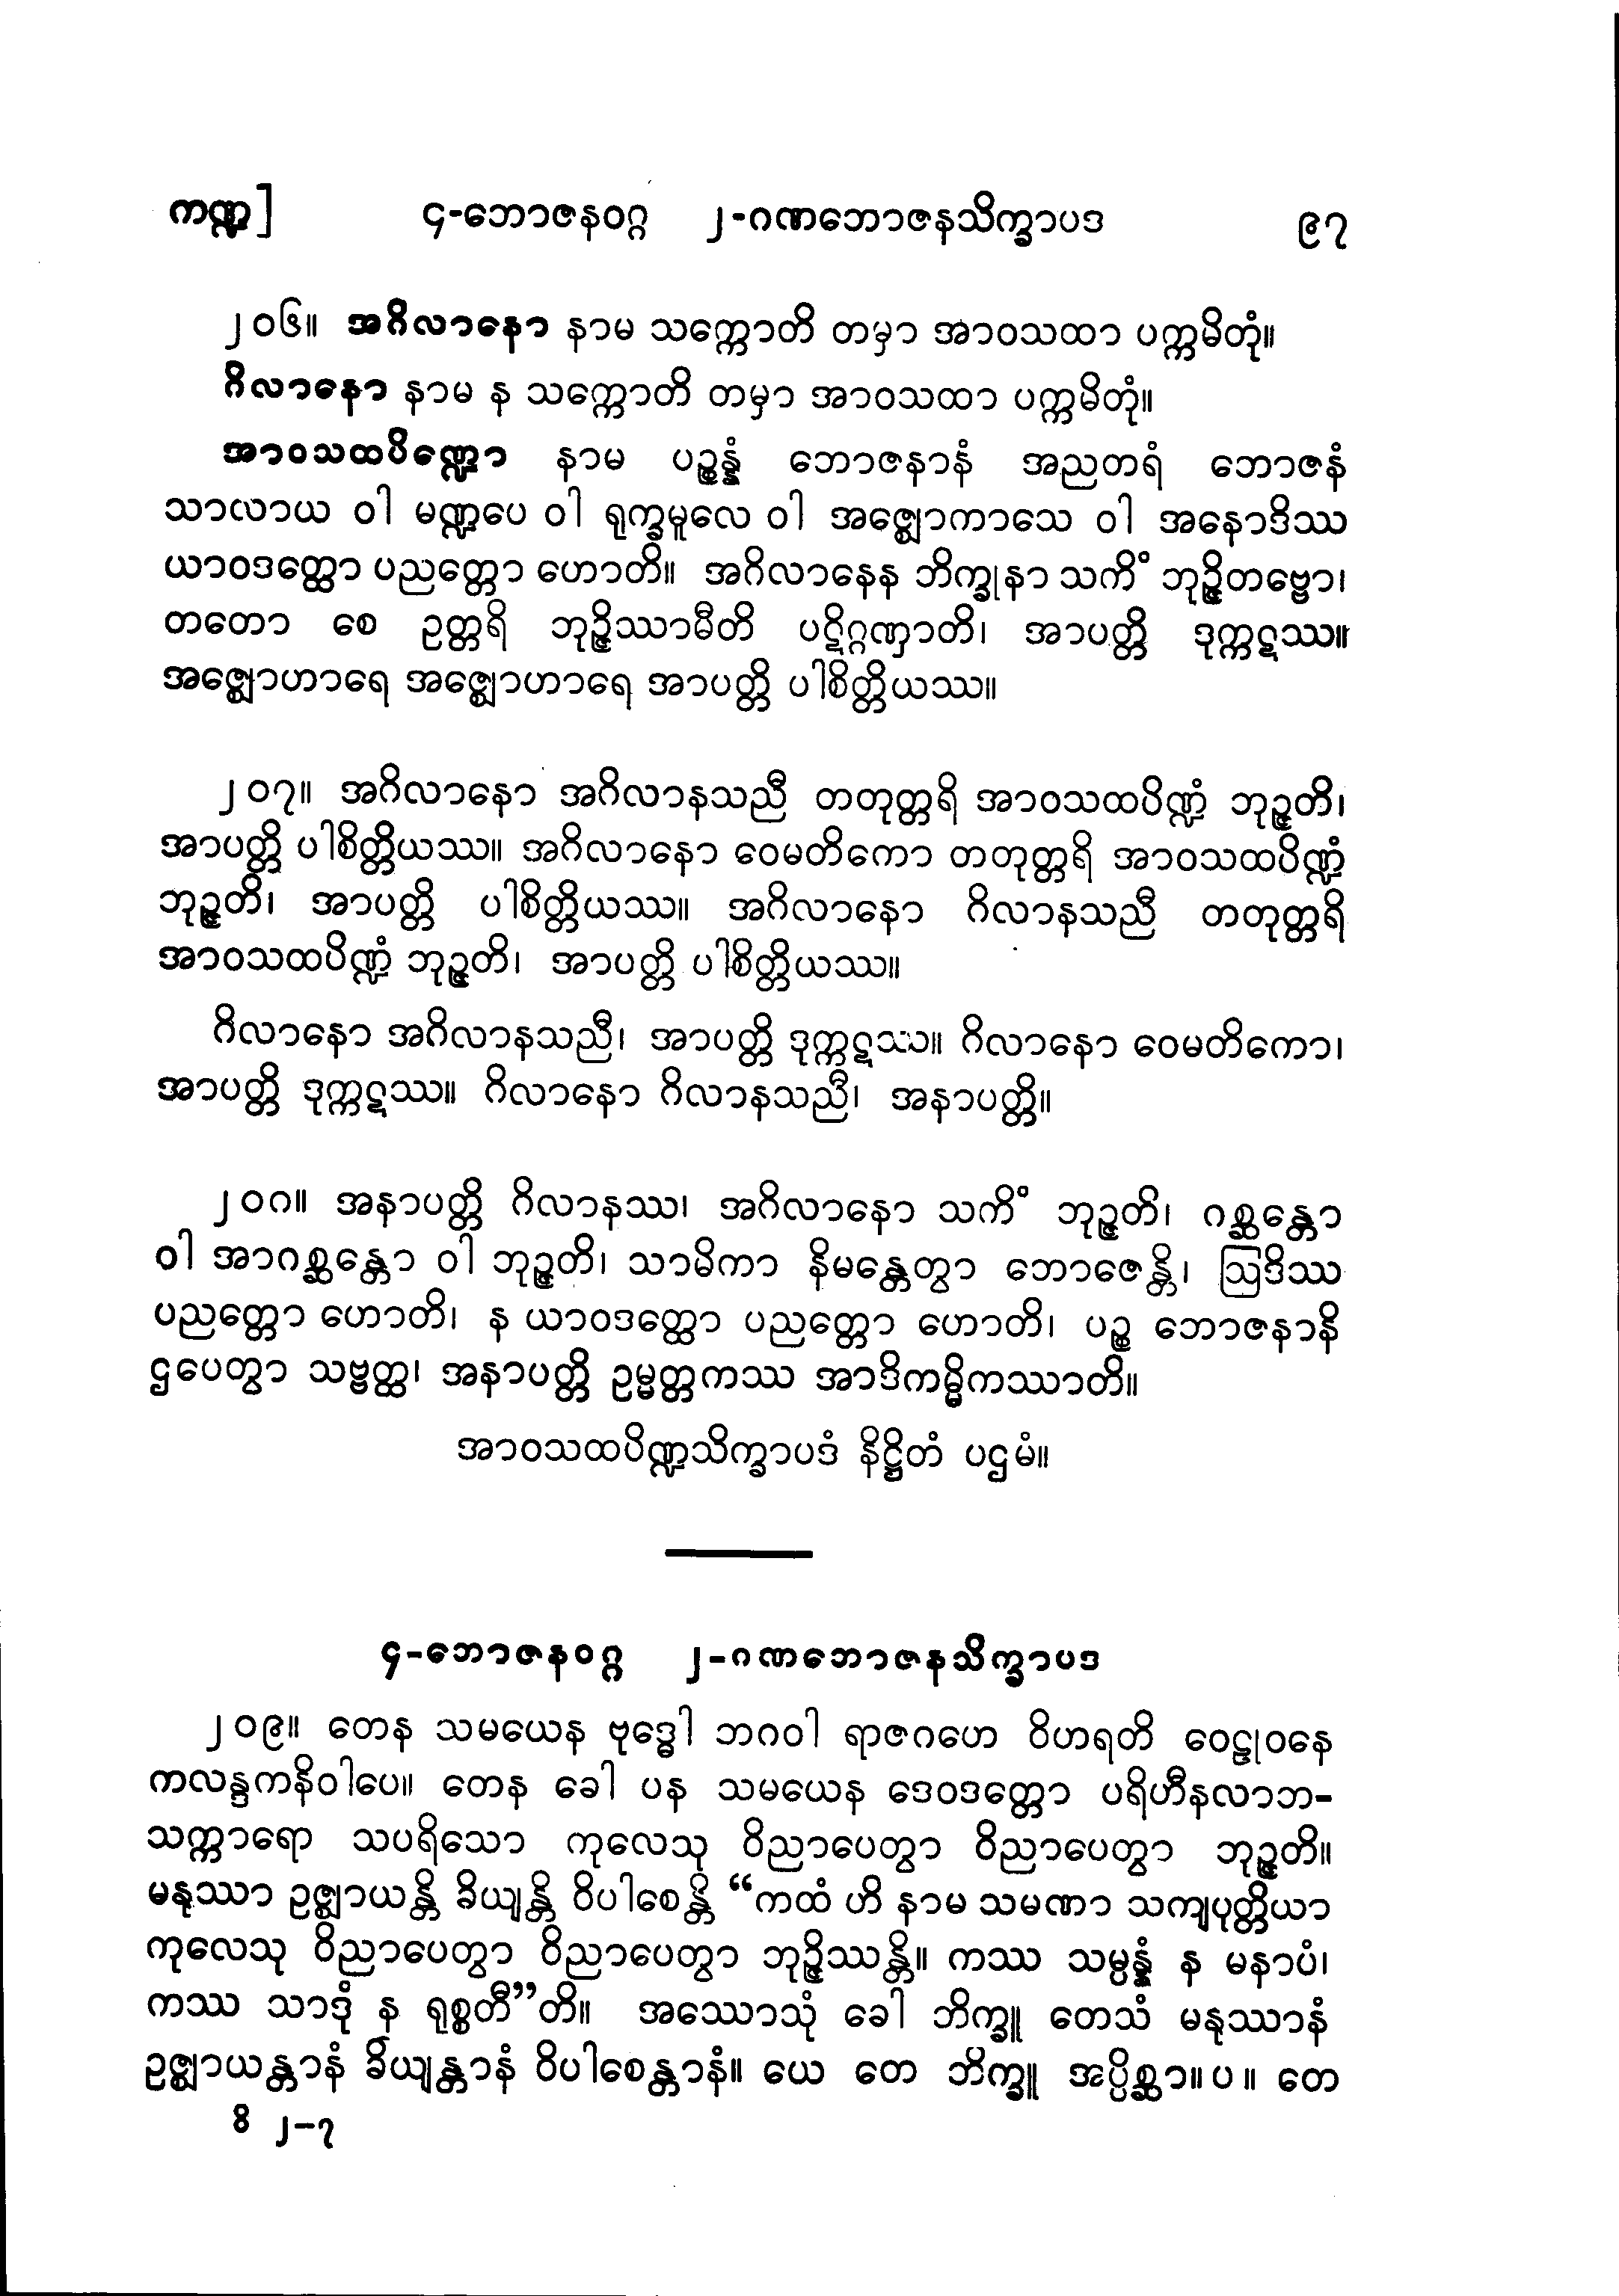 ကဏ္ဍ] ၄-ဘောဇနဝဂ္ဂ ၂-ဂဏဘောဇနသိက္ခာပဒ ၉၇
၂၀၆။ အဂိလာနော နာမ သက္ကောတိ တမှာ အာဝသထာ ပက္ကမိတုံ။
ဂိလာနော နာမ န သက္ကောတိ တမှာ အာဝသထာ ပက္ကမိတုံ။
အာဝသထပိဏ္ဍော နာမ ပဉ္စန္နံ ဘောဇနာနံ အညတရံ ဘောဇနံ
သာလာယ ဝါ မဏ္ဍပေ ဝါ ရုက္ခမူလေ ဝါ အဇ္ဈောကာသေ ဝါ အနောဒိဿ
ယာဝဒတ္ထော ပညတ္တော ဟောတိ။ အဂိလာနေန ဘိက္ခုနာ သကိံ ဘုဉ္ဇိတဗ္ဗော၊
တတော စေ ဥတ္တရိ ဘုဉ္ဇိဿာမီတိ ပဋိဂ္ဂဏှာတိ၊ အာပတ္တိ ဒုက္ကဋဿ။
အဇ္ဈောဟာရေ အဇ္ဈောဟာရေ အာပတ္တိ ပါစိတ္တိယဿ။
၂၀၇။ အဂိလာနော အဂိလာနသညီ တတုတ္တရိ အာဝသထပိဏ္ဍံ ဘုဉ္ဇတိ၊
အာပတ္တိ ပါစိတ္တိယဿ။ အဂိလာနော ဝေမတိကော တတုတ္တရိ အာဝသထပိဏ္ဍံ
ဘုဉ္ဇတိ၊ အာပတ္တိ ပါစိတ္တိယဿ။ အဂိလာနော ဂိလာနသညီ တတုတ္တရိ
အာဝသထပိဏ္ဍံ ဘုဉ္ဇတိ၊ အာပတ္တိ ပါစိတ္တိယဿ။
ဂိလာနော အဂိလာနသညီ၊ အာပတ္တိ ဒုက္ကဋဿ။ ဂိလာနော ဝေမတိကော၊
အာပတ္တိ ဒုက္ကဋဿ။ ဂိလာနော ဂိလာနသညီ၊ အနာပတ္တိ။
၂၀၈။ အနာပတ္တိ ဂိလာနဿ၊ အဂိလာနော သကိံ ဘုဉ္ဇတိ၊ ဂစ္ဆန္တော
ဝါ အာဂစ္ဆန္တော ဝါ ဘုဉ္ဇတိ၊ သာမိကာ နိမန္တေတွာ ဘောဇေန္တိ၊ ဩဒိဿ
ပညတ္တော ဟောတိ၊ န ယာဝဒတ္ထော ပညတ္တော ဟောတိ၊ ပဉ္စ ဘောဇနာနိ
ဌပေတွာ သဗ္ဗတ္ထ၊ အနာပတ္တိ ဥမ္မတ္တကဿ အာဒိကမ္မိကဿာတိ။
အာဝသထပိဏ္ဍသိက္ခာပဒံ နိဋ္ဌိတံ ပဌမံ။
၄-ဘောဇနဝဂ္ဂ ၂-ဂဏဘောဇနသိက္ခာပဒ
၂၀၉။ တေန သမယေန ဗုဒ္ဓေါ ဘဂဝါ ရာဇဂဟေ ဝိဟရတိ ဝေဠုဝနေ
ကလန္ဒကနိဝါပေ။ တေန ခေါ ပန သမယေန ဒေဝဒတ္တော ပရိဟီနလာဘ-
သက္ကာရော သပရိသော ကုလေသု ဝိညာပေတွာ ဝိညာပေတွာ ဘုဉ္ဇတိ။
မနုဿာ ဥဇ္ဈာယန္တိ ခိယျန္တိ ဝိပါစေန္တိ “ကထံ ဟိ နာမ သမဏာ သကျပုတ္တိယာ
ကုလေသု ဝိညာပေတွာ ဝိညာပေတွာ ဘုဉ္ဇိဿန္တိ။ ကဿ သမ္ပန္နံ န မနာပံ၊
ကဿ သာဒုံ န ရုစ္စတီ”တိ။ အဿောသုံ ခေါ ဘိက္ခူ တေသံ မနုဿာနံ
ဥဇ္ဈာယန္တာနံ ခိယျန္တာနံ ဝိပါစေန္တာနံ။ ယေ တေ ဘိက္ခူ အပ္ပိစ္ဆာ။ပ။ တေ
ဝိ ၂-၇